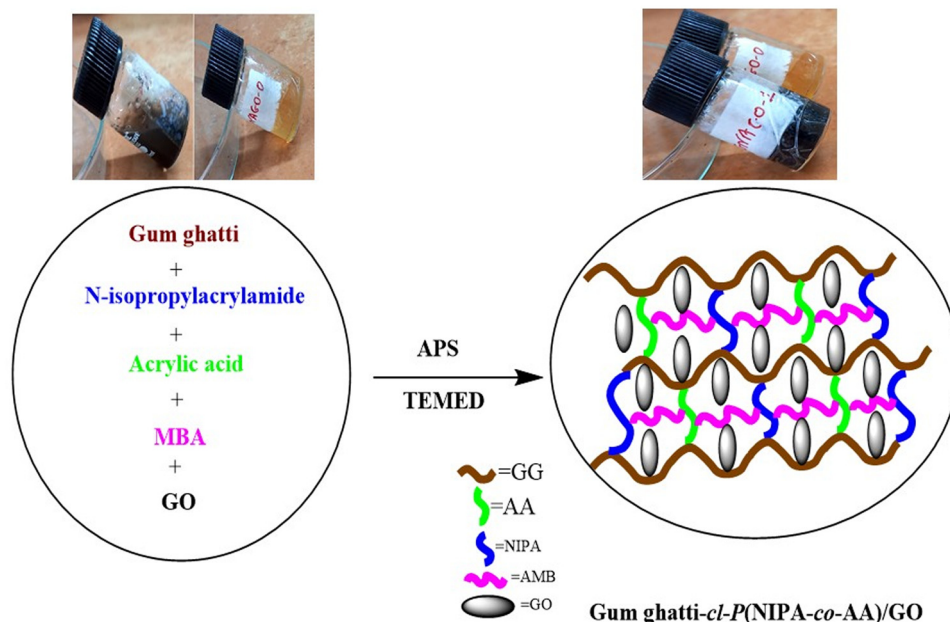 Gum ghatti
+
N-isopropylacrylamide
+
Acrylic acid
+
MBA
+
GO
APS
TEMED
=GG
=AA
=NIPA
=AMB
=GO
Gum ghatti-cl-P(NIPA-co-AA)/GO